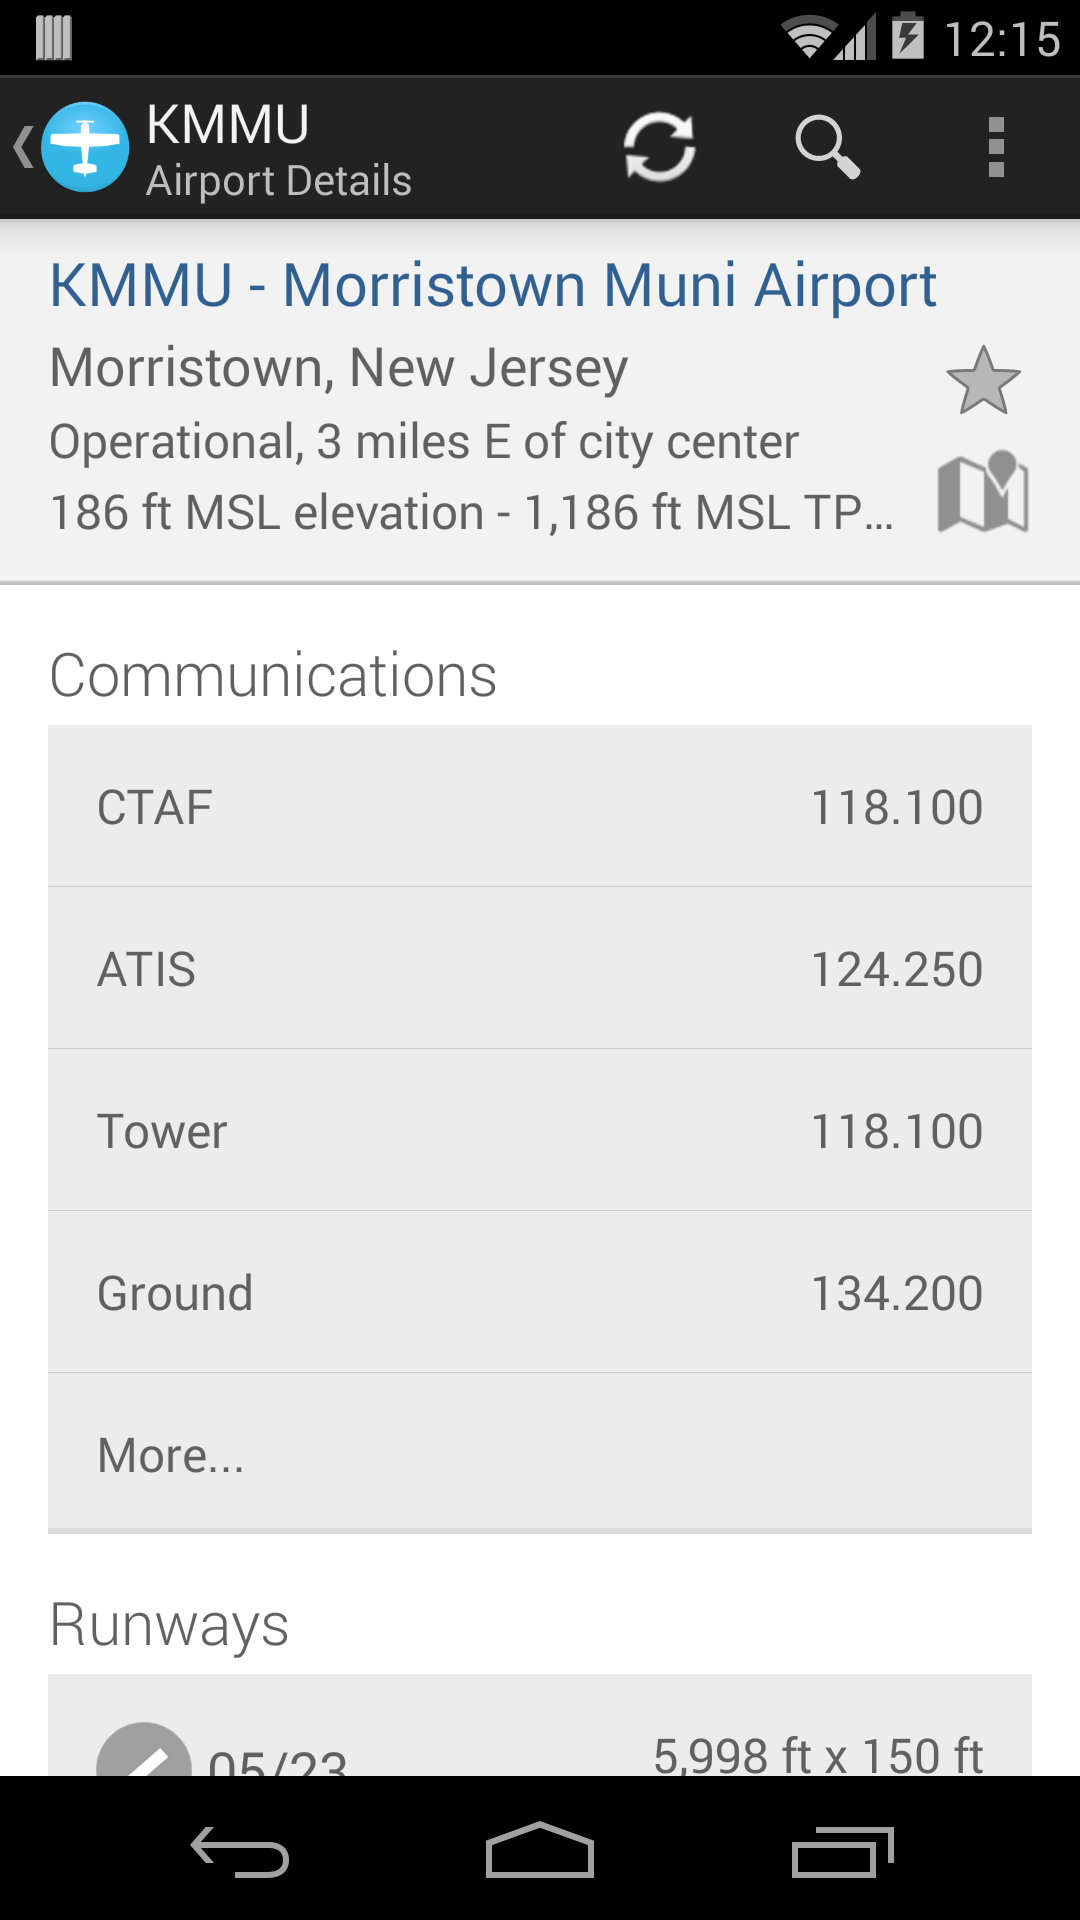 12:15
KMMU
Airport Details
KMMU - Morristown Muni Airport
Morristown, New Jersey
Operational, 3 miles E of city center
186 ft MSL elevation - 1,186 ft MSL TP...
Communications
CTAF 118.100
ATIS 124.250
Tower 118.100
Ground 134.200
More...
Runways
05/23 5,998 ft x 150 ft